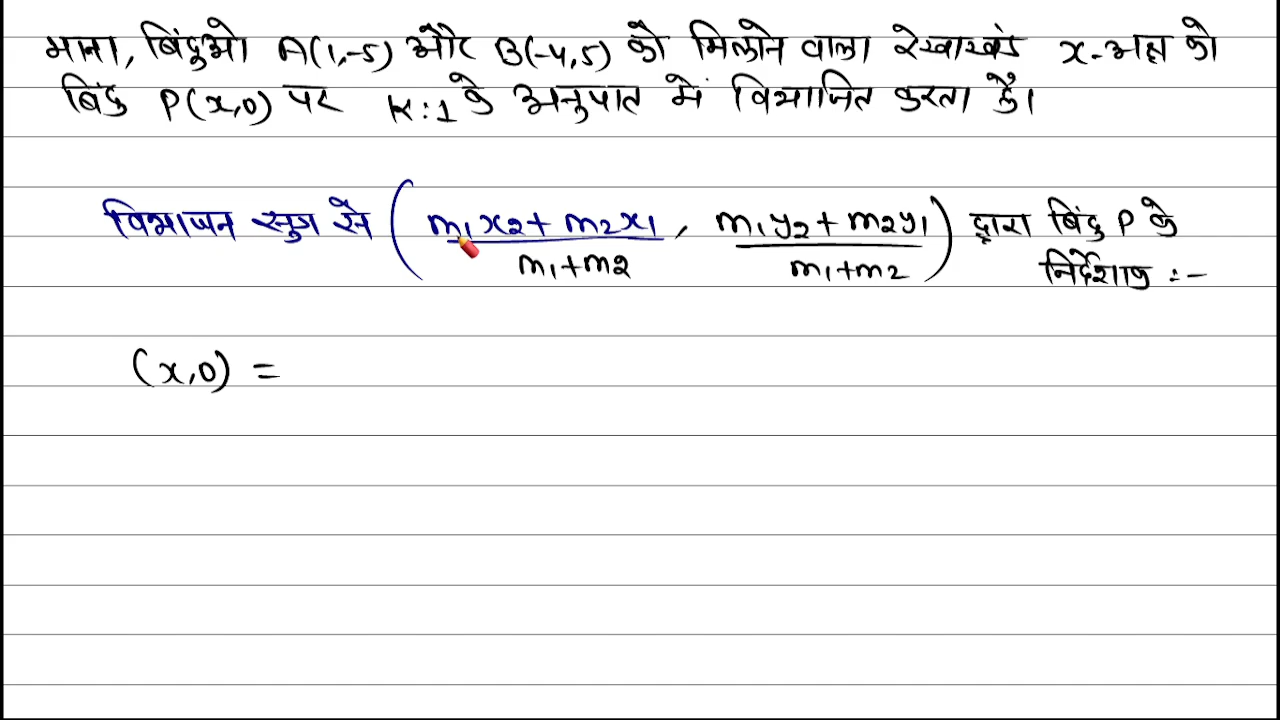 माना, बिंदुओ A(1,-5) और B(-4,5) को मिलाने वाला रेखाखंड x-अक्ष को
बिंदु P(x,0) पर K:1 के अनुपात में विभाजित करता हैं।
विभाजन सुत्र से ( m1x2 + m2x1 / m1+m2 , m1y2 + m2y1 / m1+m2 ) द्वारा बिंदु P के
निर्देशांक :-
(x,0) =